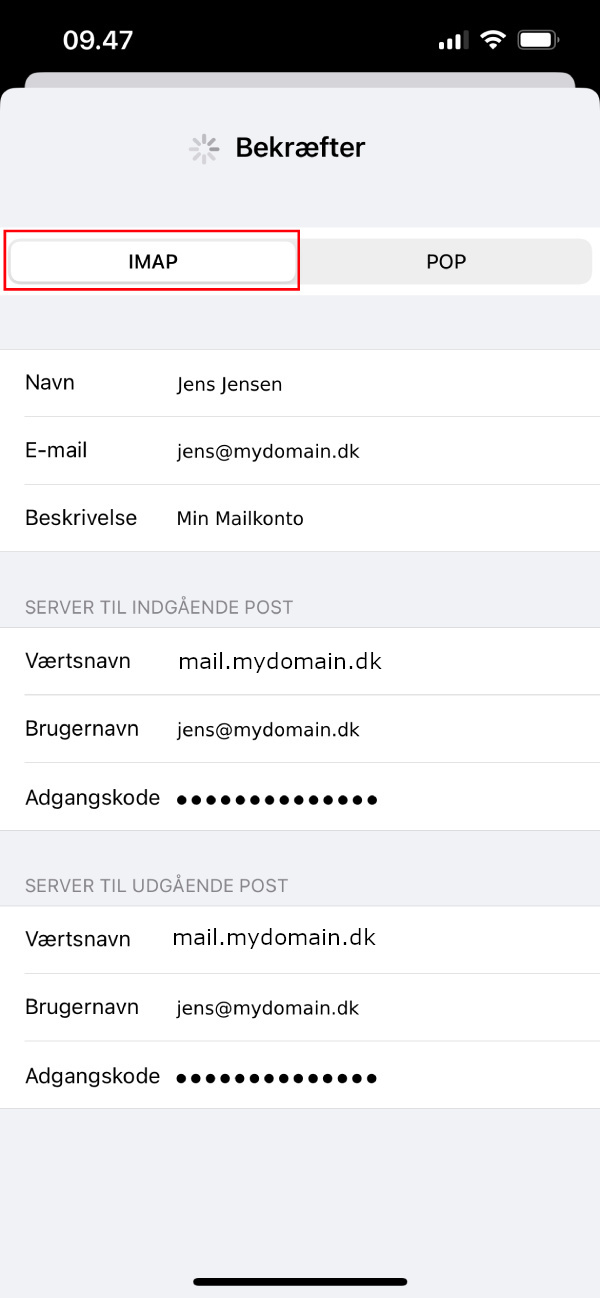 09.47
Bekræfter
IMAP POP
Navn Jens Jensen
E-mail jens@mydomain.dk
Beskrivelse Min Mailkonto
SERVER TIL INDGÅENDE POST
Værtsnavn mail.mydomain.dk
Brugernavn jens@mydomain.dk
Adgangskode ●●●●●●●●●●●●●●
SERVER TIL UDGÅENDE POST
Værtsnavn mail.mydomain.dk
Brugernavn jens@mydomain.dk
Adgangskode ●●●●●●●●●●●●●●